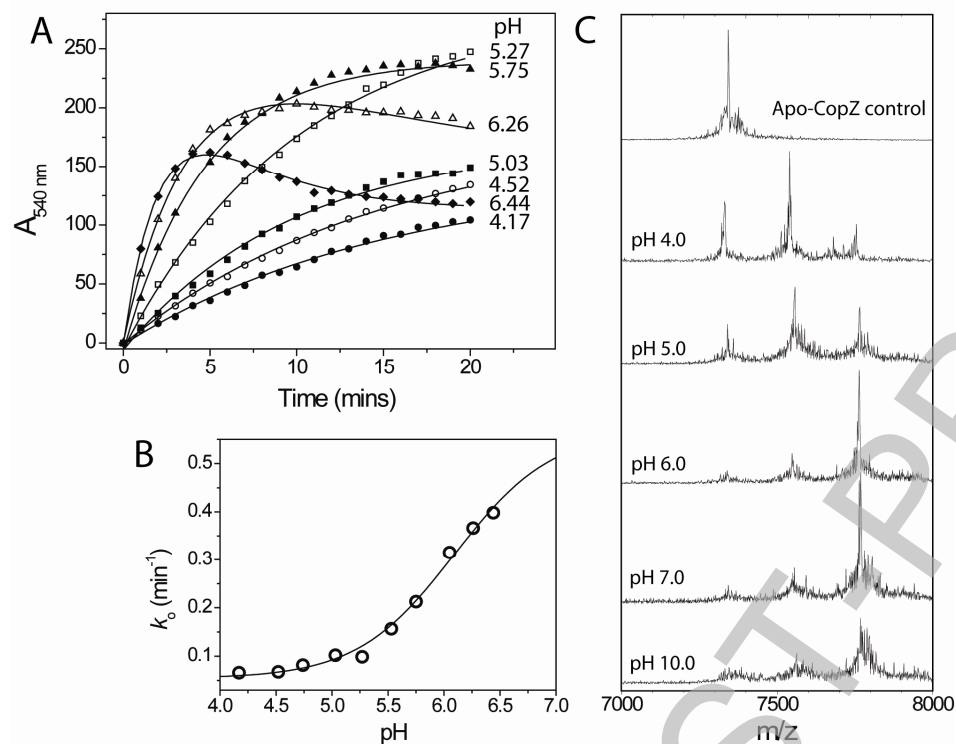 A
pH
250
200
150
100
50
0
5.27
5.75
6.26
5.03
4.52
6.44
4.17
A540 nm
0 5 10 15 20
Time (mins)
B
0.5
0.4
0.3
0.2
0.1
ko (min-1)
4.0 4.5 5.0 5.5 6.0 6.5 7.0
pH
C
Apo-CopZ control
pH 4.0
pH 5.0
pH 6.0
pH 7.0
pH 10.0
7000 7500 8000
m/z
ST-PR